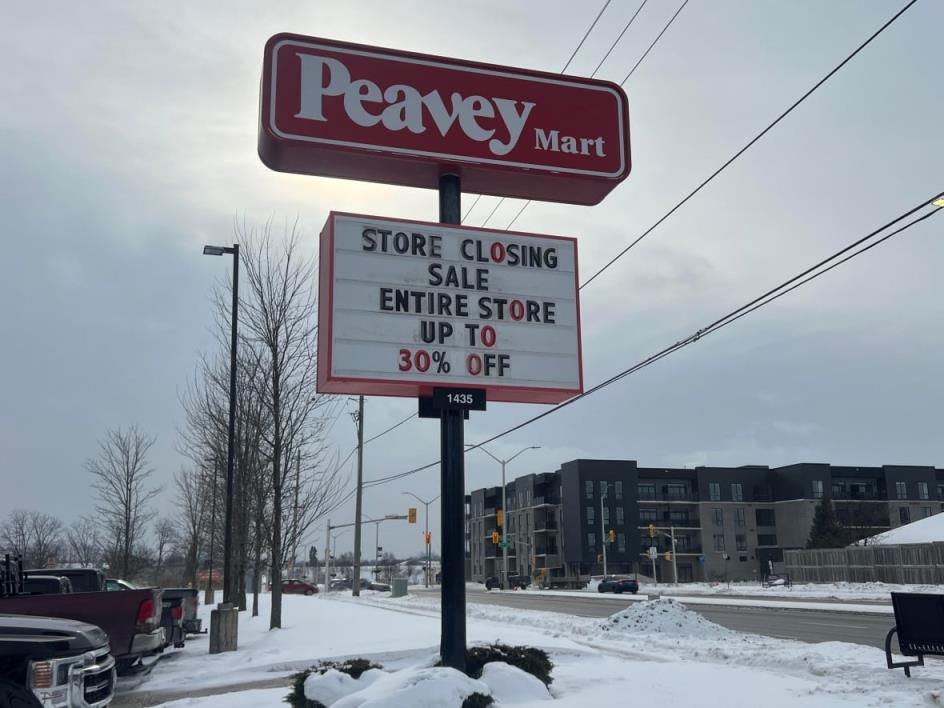 Peavey Mart
STORE CLOSING
SALE
ENTIRE STORE
UP TO
30% OFF
1435